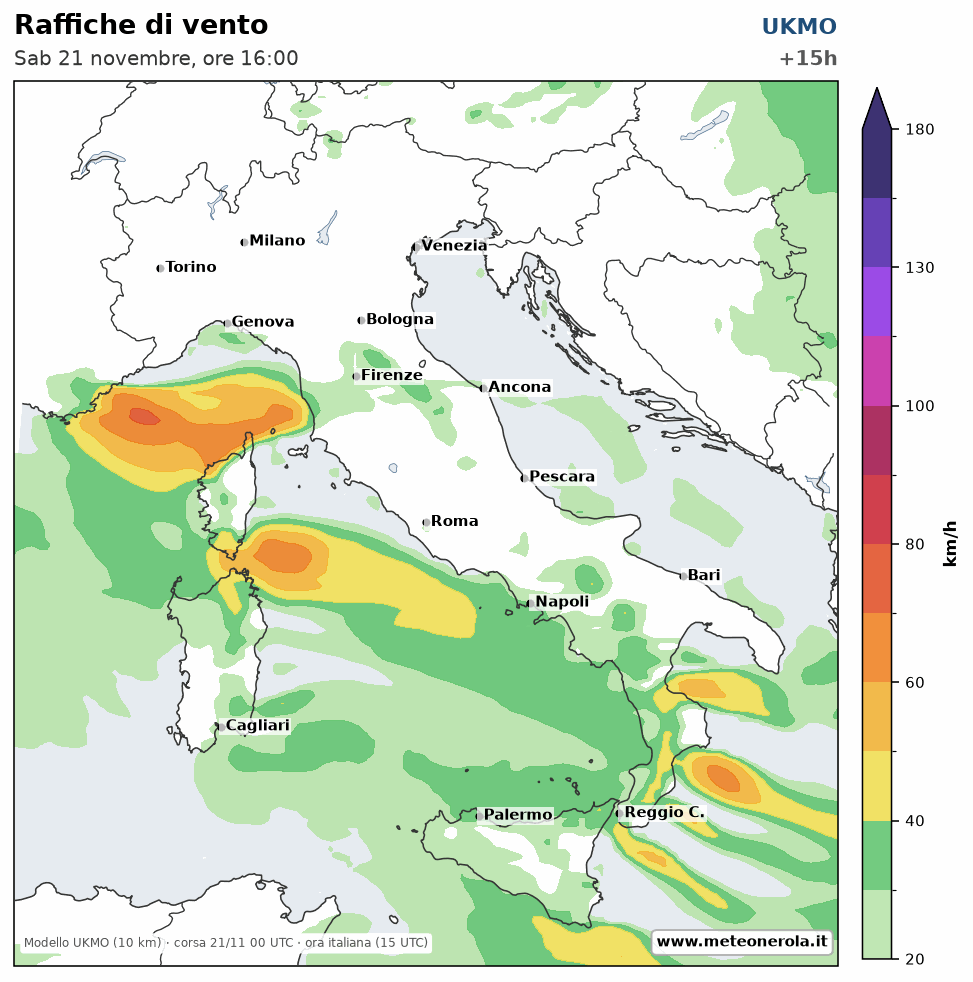 Raffiche di vento
UKMO
Sab 21 novembre, ore 16:00
+15h
180
Milano
Venezia
Torino
130
Genova
Bologna
Firenze
Ancona
100
Pescara
Roma
80
km/h
Bari
Napoli
60
Cagliari
Palermo
Reggio C.
40
Modello UKMO (10 km) · corsa 21/11 00 UTC · ora italiana (15 UTC)
www.meteonerola.it
20